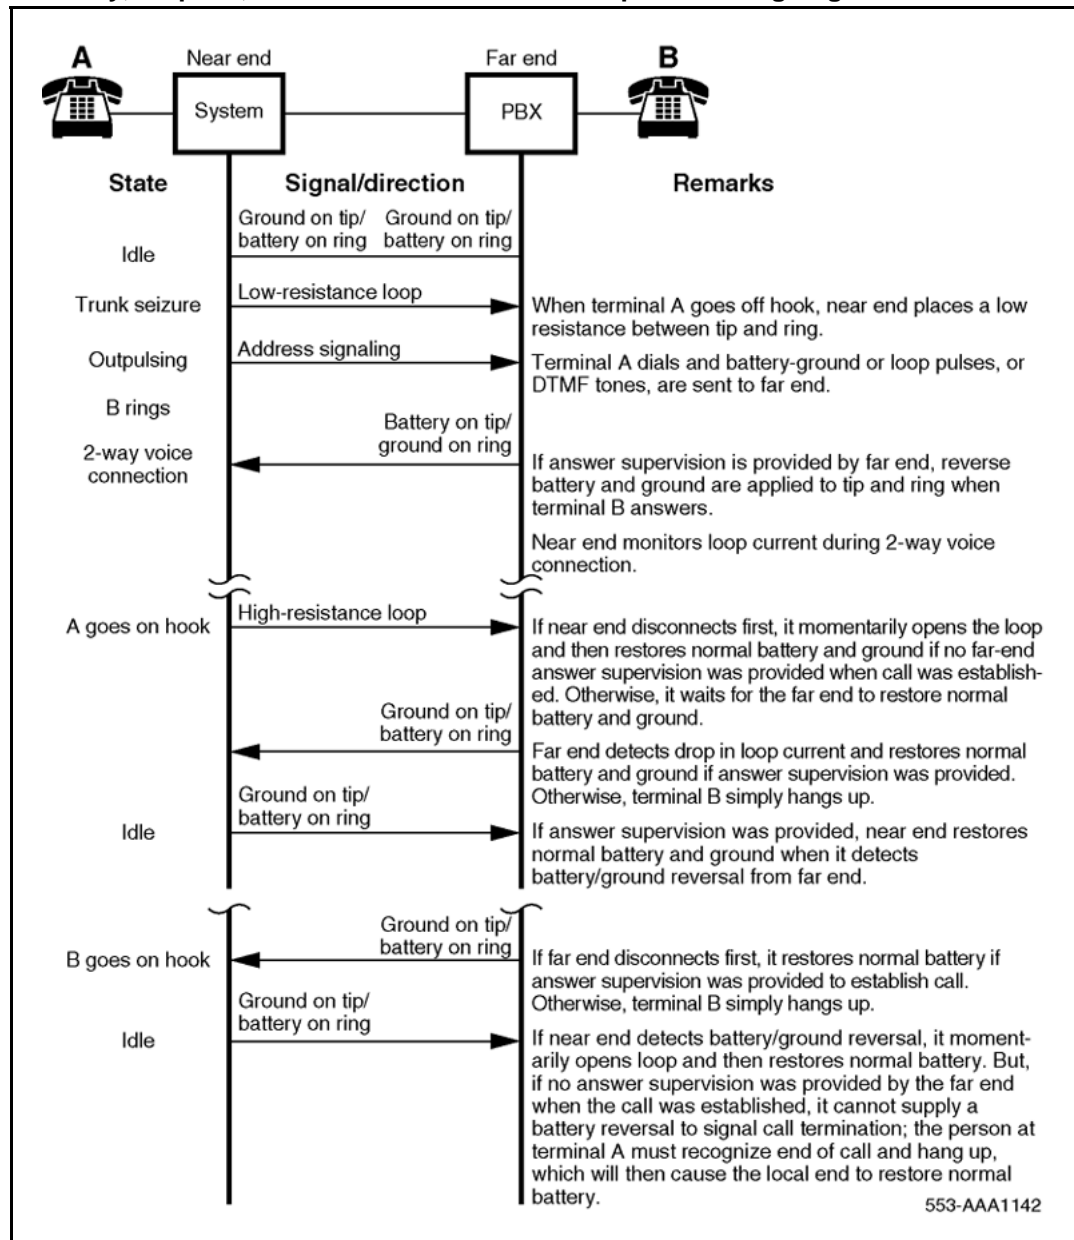 A
Near end
Far end
B
System
PBX
State
Signal/direction
Remarks
Ground on tip/
battery on ring
Ground on tip/
battery on ring
Idle
Trunk seizure
Low-resistance loop
When terminal A goes off hook, near end places a low
resistance between tip and ring.
Outpulsing
Address signaling
Terminal A dials and battery-ground or loop pulses, or
DTMF tones, are sent to far end.
B rings
Battery on tip/
ground on ring
2-way voice
connection
If answer supervision is provided by far end, reverse
battery and ground are applied to tip and ring when
terminal B answers.
Near end monitors loop current during 2-way voice
connection.
A goes on hook
High-resistance loop
If near end disconnects first, it momentarily opens the loop
and then restores normal battery and ground if no far-end
answer supervision was provided when call was establish-
ed. Otherwise, it waits for the far end to restore normal
battery and ground.
Ground on tip/
battery on ring
Far end detects drop in loop current and restores normal
battery and ground if answer supervision was provided.
Otherwise, terminal B simply hangs up.
Ground on tip/
battery on ring
Idle
If answer supervision was provided, near end restores
normal battery and ground when it detects
battery/ground reversal from far end.
Ground on tip/
battery on ring
B goes on hook
If far end disconnects first, it restores normal battery if
answer supervision was provided to establish call.
Otherwise, terminal B simply hangs up.
Ground on tip/
battery on ring
Idle
If near end detects battery/ground reversal, it moment-
arily opens loop and then restores normal battery. But,
if no answer supervision was provided by the far end
when the call was established, it cannot supply a
battery reversal to signal call termination; the person at
terminal A must recognize end of call and hang up,
which will then cause the local end to restore normal
battery.
553-AAA1142